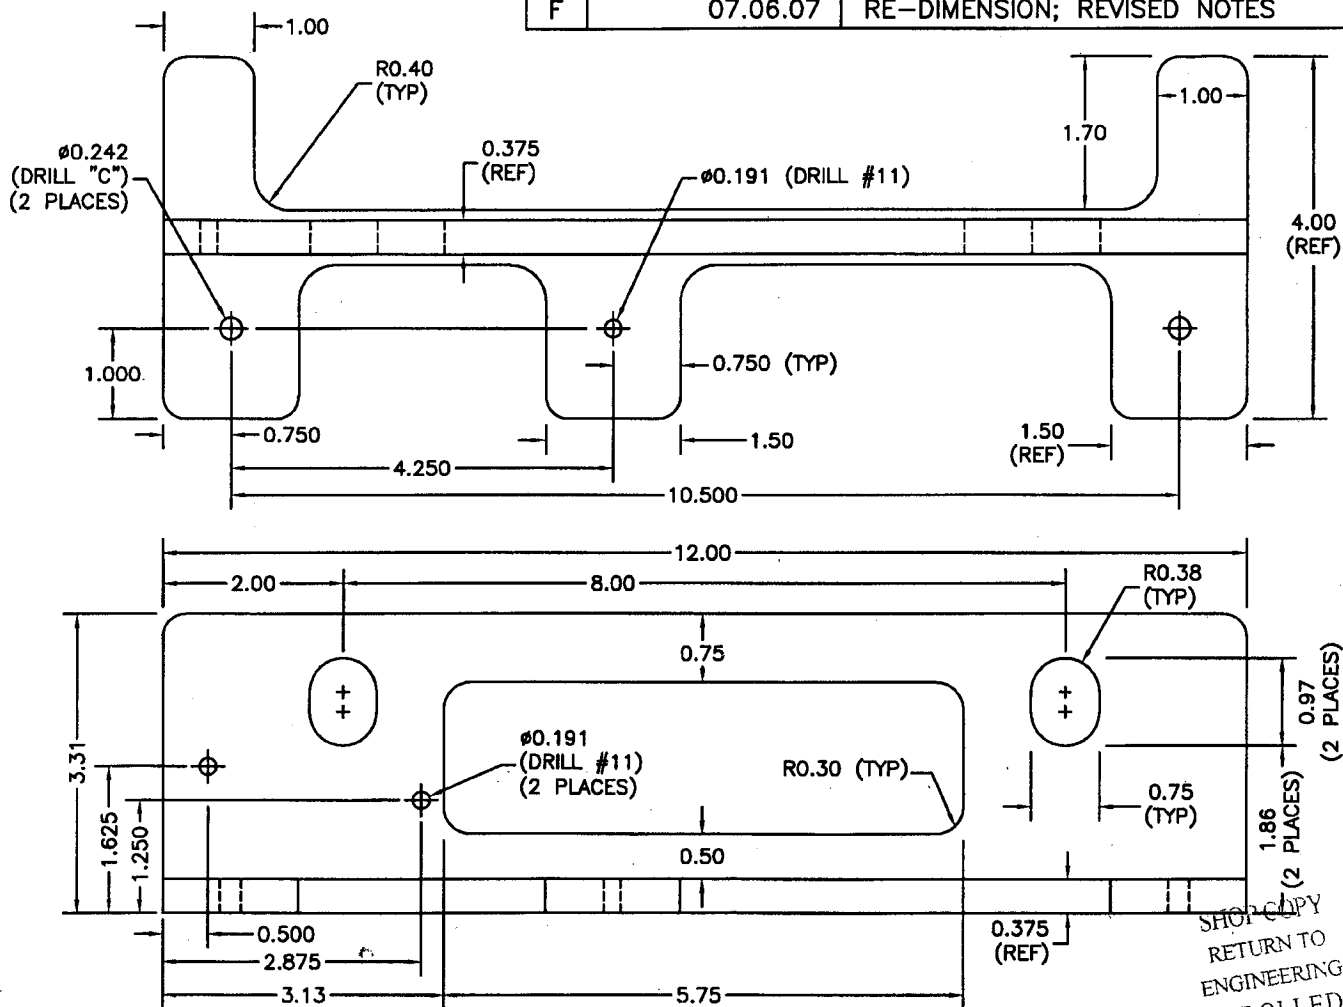 F 07.06.07 RE-DIMENSION; REVISED NOTES
1.00
R0.40
(TYP)
1.00
1.70
ø0.242
(DRILL "C")
(2 PLACES)
0.375
(REF)
ø0.191 (DRILL #11)
4.00
(REF)
1.000
0.750 (TYP)
0.750
1.50
1.50
(REF)
4.250
10.500
12.00
2.00
8.00
R0.38
(TYP)
0.75
0.97
(2 PLACES)
3.31
ø0.191
(DRILL #11)
(2 PLACES)
R0.30 (TYP)
0.75
(TYP)
1.86
(2 PLACES)
1.625
1.250
0.50
0.500
0.375
(REF)
2.875
3.13
5.75
SHOP COPY
RETURN TO
ENGINEERING